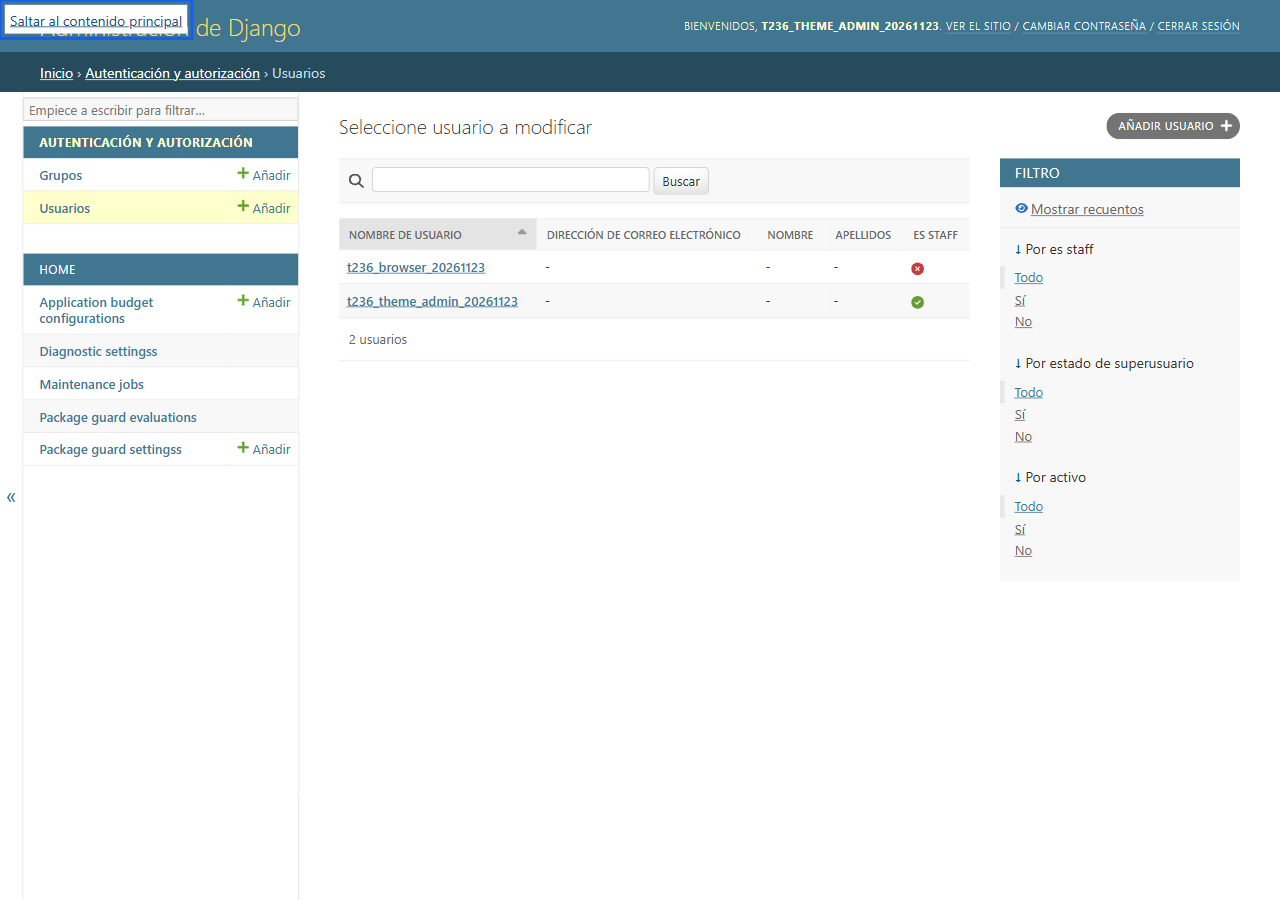 Saltar al contenido principal
de Django
BIENVENIDOS, T236_THEME_ADMIN_20261123. VER EL SITIO / CAMBIAR CONTRASEÑA / CERRAR SESIÓN
Inicio › Autenticación y autorización › Usuarios
Empiece a escribir para filtrar...
AUTENTICACIÓN Y AUTORIZACIÓN
Grupos
Añadir
Usuarios
Añadir
HOME
Application budget
configurations
Añadir
Diagnostic settingss
Maintenance jobs
Package guard evaluations
Package guard settingss
Añadir
«
Seleccione usuario a modificar
AÑADIR USUARIO
Buscar
NOMBRE DE USUARIO DIRECCIÓN DE CORREO ELECTRÓNICO NOMBRE APELLIDOS ES STAFF
t236_browser_20261123 - - -
t236_theme_admin_20261123 - - -
2 usuarios
FILTRO
Mostrar recuentos
↓ Por es staff
Todo
Sí
No
↓ Por estado de superusuario
Todo
Sí
No
↓ Por activo
Todo
Sí
No